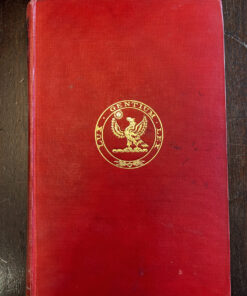 LUX · GENTIUM · LEX